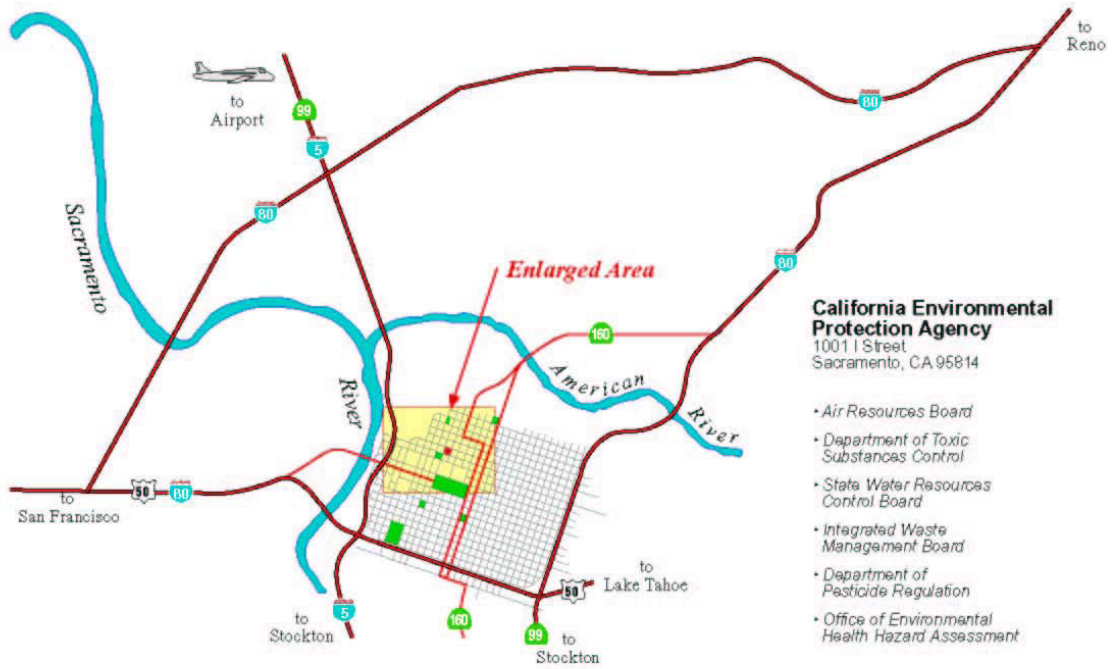 to
Reno
to
Airport
99
5
80
80
Sacramento
River
Enlarged Area
80
160
American
River
California Environmental
Protection Agency
1001 I Street
Sacramento, CA 95814
‣ Air Resources Board
‣ Department of Toxic
Substances Control
‣ State Water Resources
Control Board
‣ Integrated Waste
Management Board
‣ Department of
Pesticide Regulation
‣ Office of Environmental
Health Hazard Assessment
to
San Francisco
50
80
to
Stockton
5
160
99
to
Stockton
50
to
Lake Tahoe